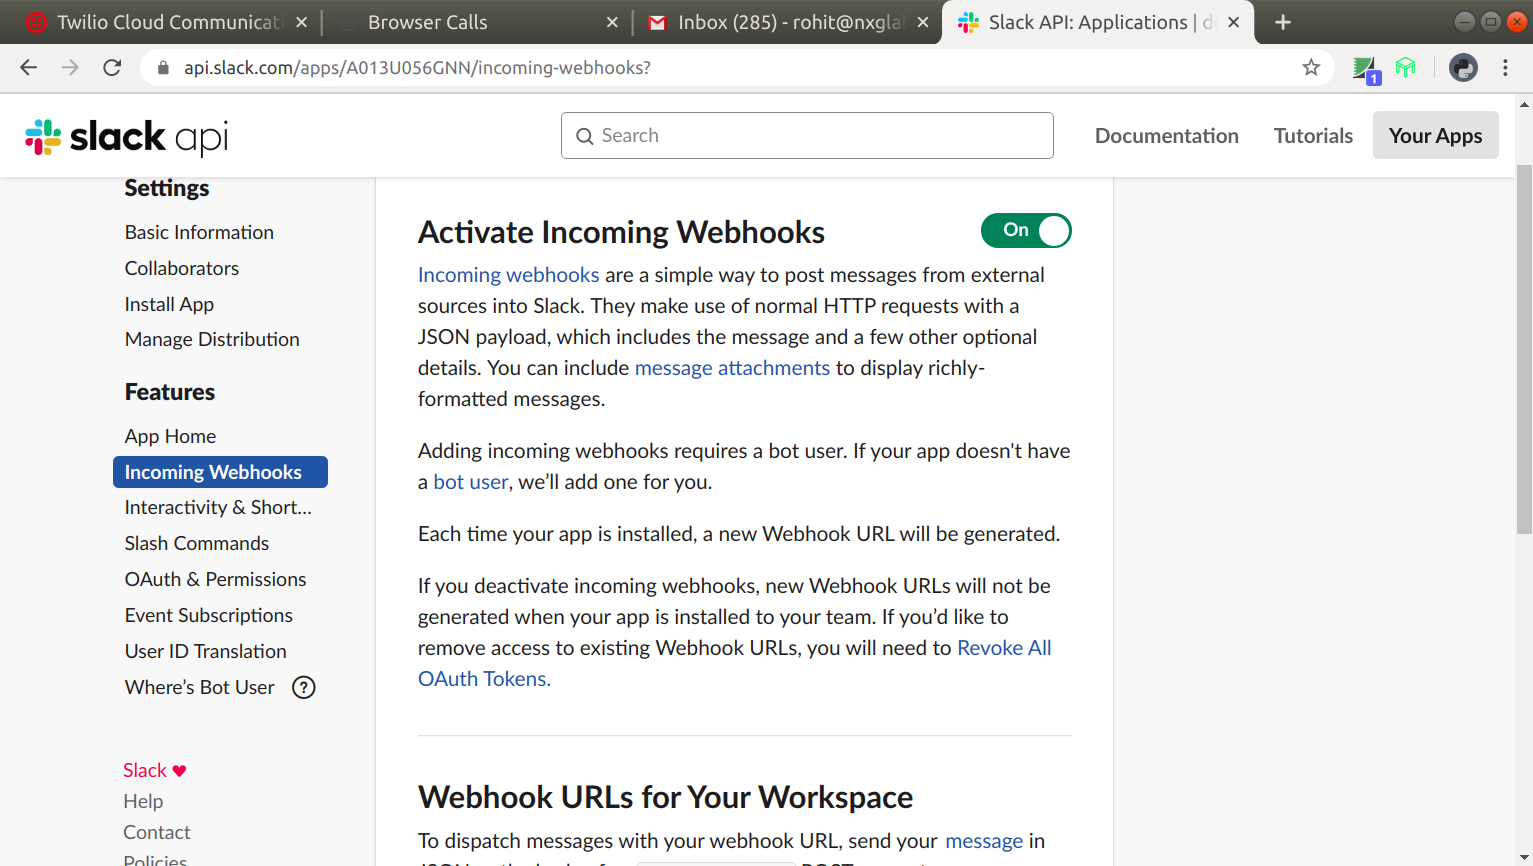 Twilio Cloud Communicati
Browser Calls
Inbox (285) - rohit@nxgla
Slack API: Applications | d
api.slack.com/apps/A013U056GNN/incoming-webhooks?
1
slack api
Search
Documentation
Tutorials
Your Apps
Settings
Basic Information
Collaborators
Install App
Manage Distribution
Features
App Home
Incoming Webhooks
Interactivity & Short...
Slash Commands
OAuth & Permissions
Event Subscriptions
User ID Translation
Where's Bot User ?
Slack ♥
Help
Contact
Policies
Activate Incoming Webhooks
On
Incoming webhooks are a simple way to post messages from external
sources into Slack. They make use of normal HTTP requests with a
JSON payload, which includes the message and a few other optional
details. You can include message attachments to display richly-
formatted messages.
Adding incoming webhooks requires a bot user. If your app doesn't have
a bot user, we’ll add one for you.
Each time your app is installed, a new Webhook URL will be generated.
If you deactivate incoming webhooks, new Webhook URLs will not be
generated when your app is installed to your team. If you’d like to
remove access to existing Webhook URLs, you will need to Revoke All
OAuth Tokens.
Webhook URLs for Your Workspace
To dispatch messages with your webhook URL, send your message in